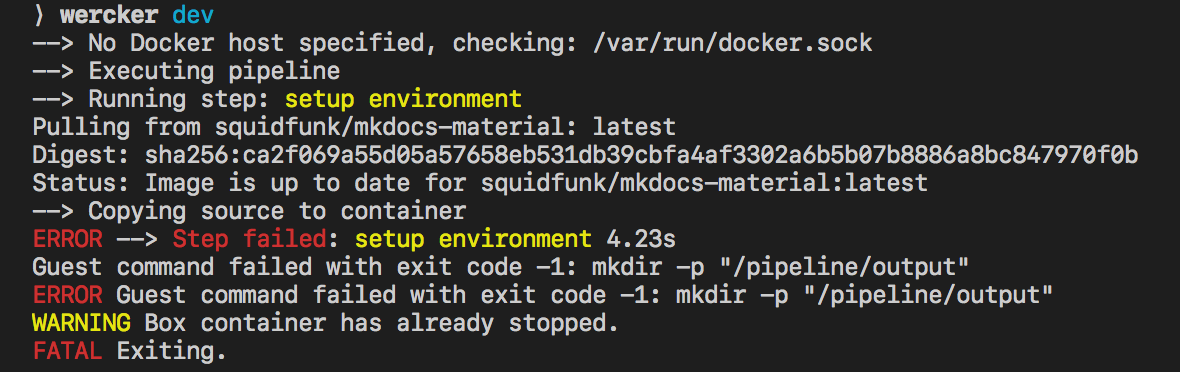 ⟩ wercker dev
––> No Docker host specified, checking: /var/run/docker.sock
––> Executing pipeline
––> Running step: setup environment
Pulling from squidfunk/mkdocs-material: latest
Digest: sha256:ca2f069a55d05a57658eb531db39cbfa4af3302a6b5b07b8886a8bc847970f0b
Status: Image is up to date for squidfunk/mkdocs-material:latest
––> Copying source to container
ERROR ––> Step failed: setup environment 4.23s
Guest command failed with exit code -1: mkdir -p "/pipeline/output"
ERROR Guest command failed with exit code -1: mkdir -p "/pipeline/output"
WARNING Box container has already stopped.
FATAL Exiting.